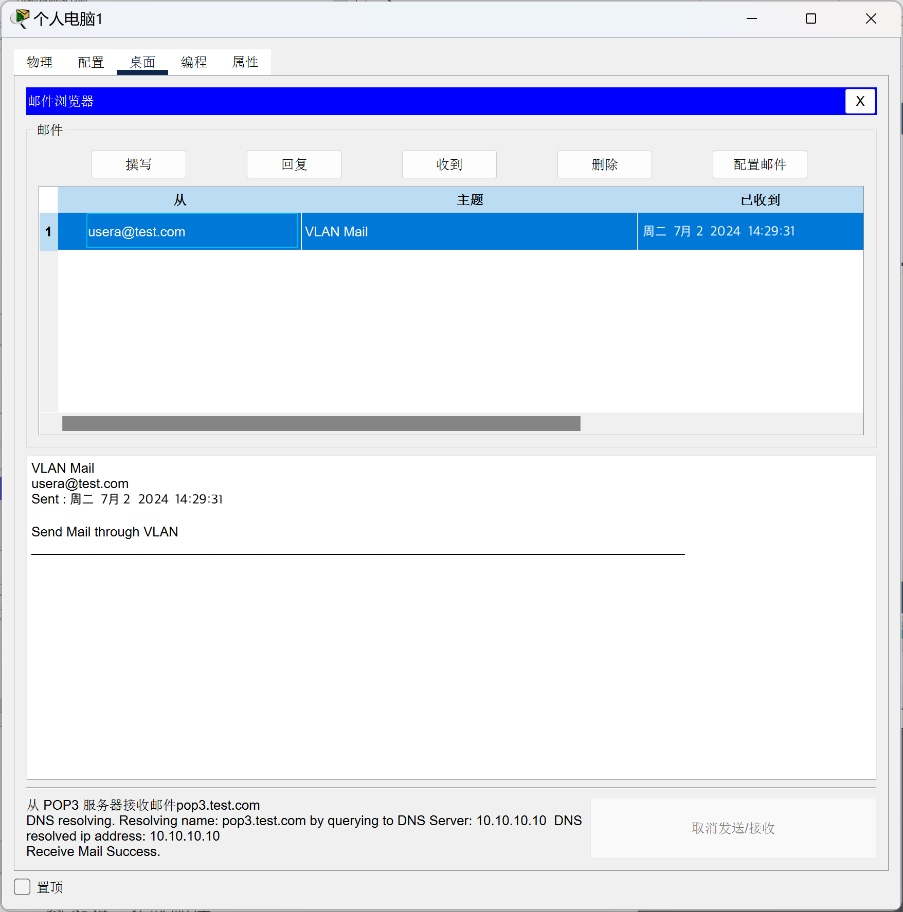 个人电脑1
物理 配置 桌面 编程 属性
邮件浏览器 X
邮件
撰写 回复 收到 删除 配置邮件
从 主题 已收到
1 usera@test.com VLAN Mail 周二 7月 2 2024 14:29:31
VLAN Mail
usera@test.com
Sent : 周二 7月 2 2024 14:29:31
Send Mail through VLAN
从 POP3 服务器接收邮件pop3.test.com
DNS resolving. Resolving name: pop3.test.com by querying to DNS Server: 10.10.10.10 DNS
resolved ip address: 10.10.10.10
Receive Mail Success.
取消发送/接收
置顶